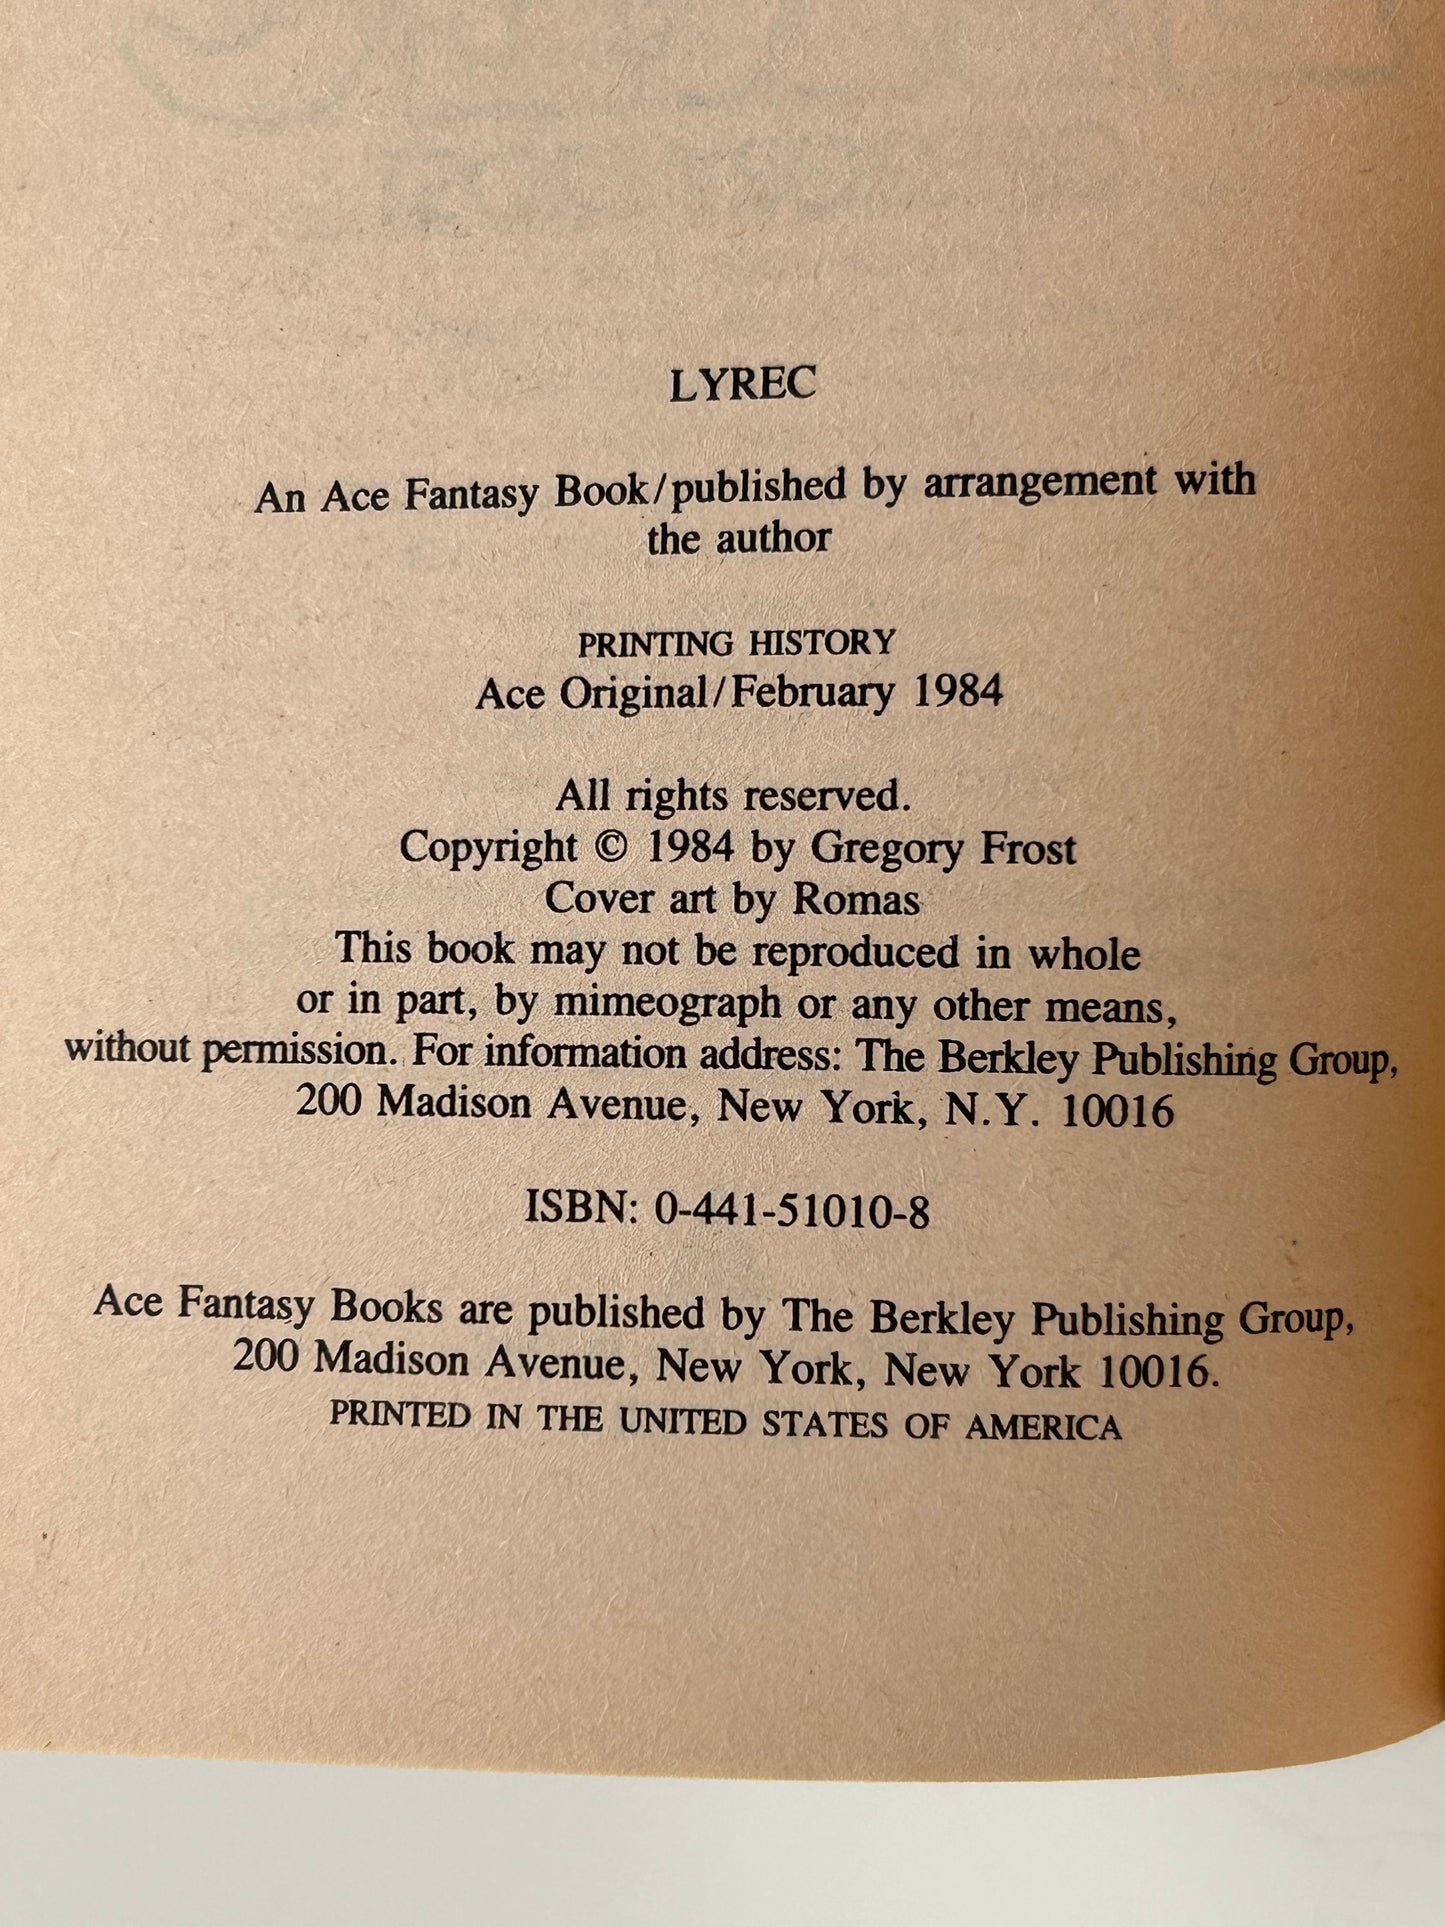 LYREC
An Ace Fantasy Book/published by arrangement with
the author
PRINTING HISTORY
Ace Original/February 1984
All rights reserved.
Copyright © 1984 by Gregory Frost
Cover art by Romas
This book may not be reproduced in whole
or in part, by mimeograph or any other means,
without permission. For information address: The Berkley Publishing Group,
200 Madison Avenue, New York, N.Y. 10016
ISBN: 0-441-51010-8
Ace Fantasy Books are published by The Berkley Publishing Group,
200 Madison Avenue, New York, New York 10016.
PRINTED IN THE UNITED STATES OF AMERICA